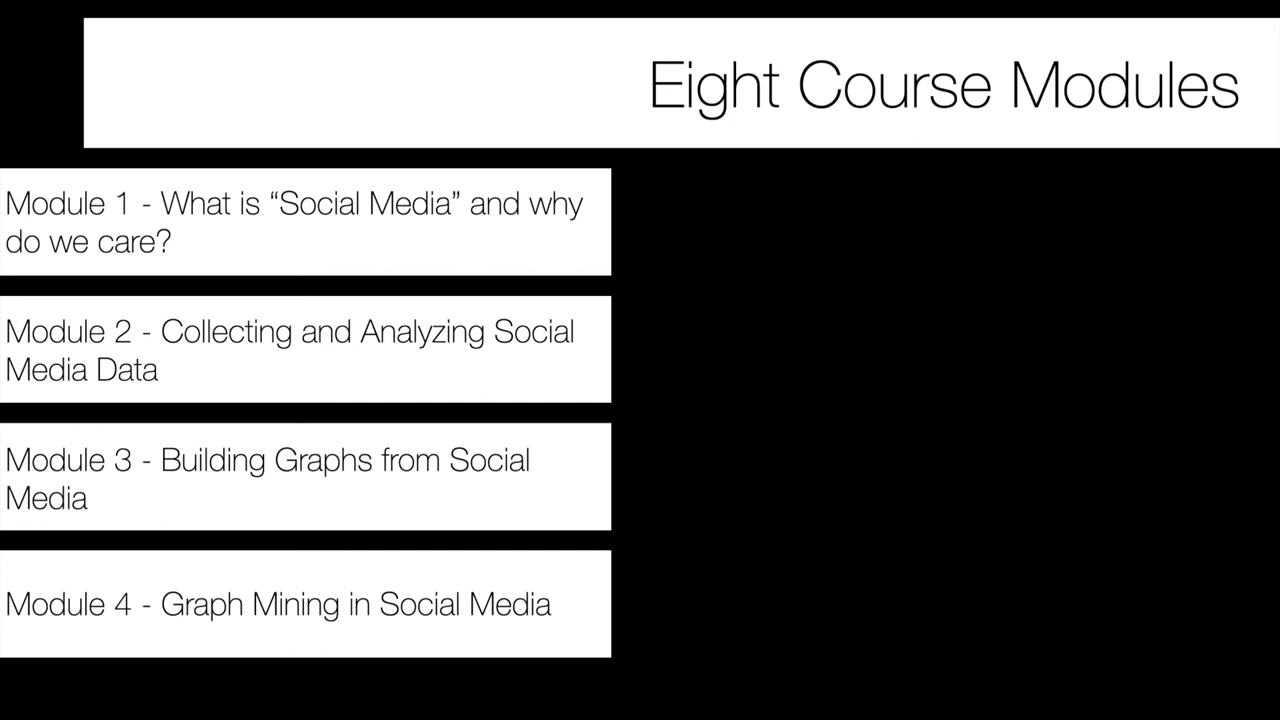 Eight Course Modules
Module 1 - What is “Social Media” and why
do we care?
Module 2 - Collecting and Analyzing Social
Media Data
Module 3 - Building Graphs from Social
Media
Module 4 - Graph Mining in Social Media